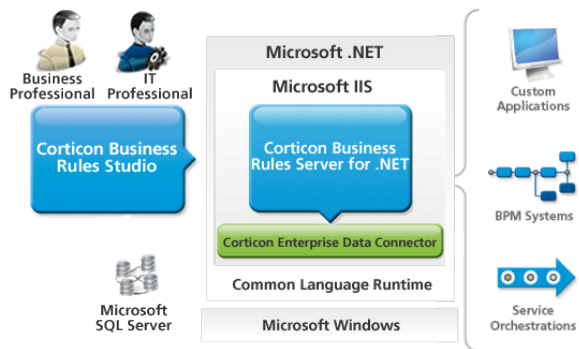 Business
Professional
IT
Professional
Corticon Business
Rules Studio
Microsoft
SQL Server
Microsoft .NET
Microsoft IIS
Corticon Business
Rules Server for .NET
Corticon Enterprise Data Connector
Common Language Runtime
Microsoft Windows
Custom
Applications
BPM Systems
Service
Orchestrations